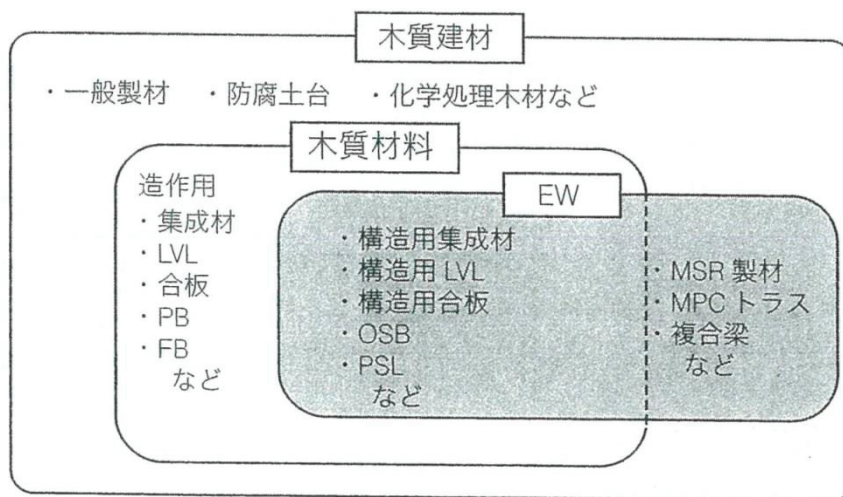 木質建材
・一般製材 ・防腐土台 ・化学処理木材など
木質材料
造作用
・集成材
・LVL
・合板
・PB
・FB
など
EW
・構造用集成材
・構造用 LVL
・構造用合板
・OSB
・PSL
など
・MSR 製材
・MPC トラス
・複合梁
など